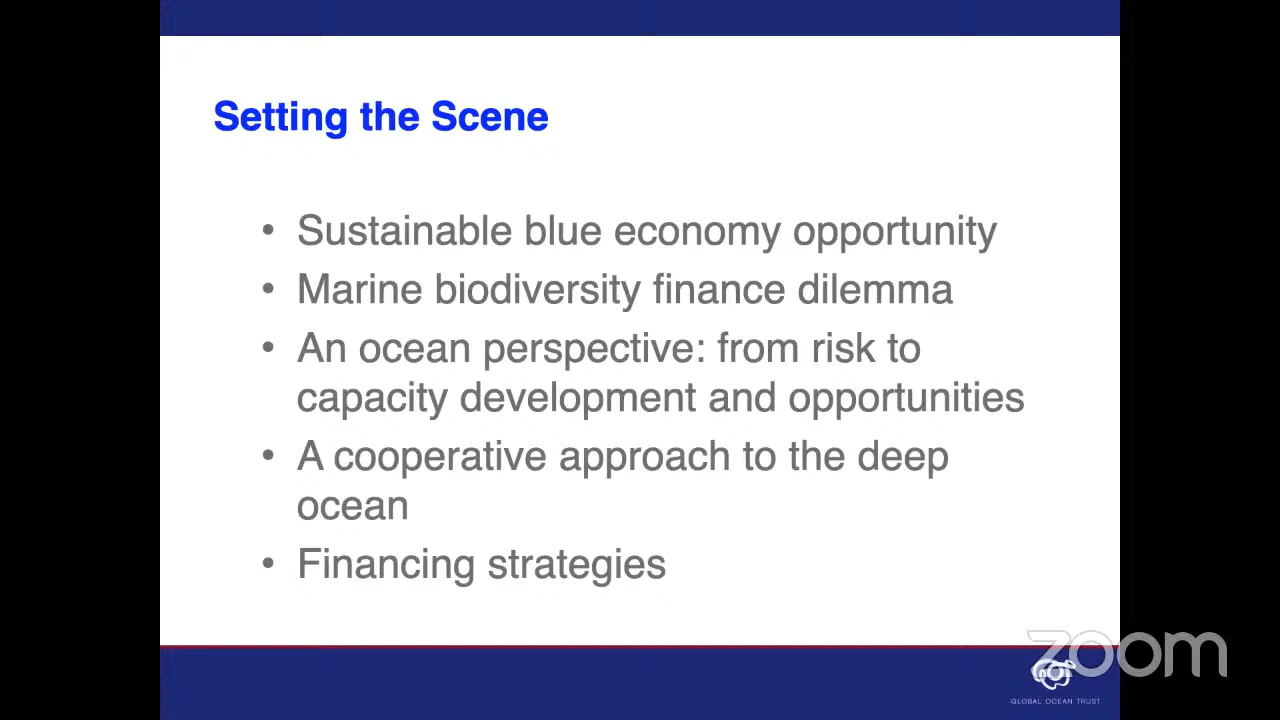 Setting the Scene
• Sustainable blue economy opportunity
• Marine biodiversity finance dilemma
• An ocean perspective: from risk to
capacity development and opportunities
• A cooperative approach to the deep
ocean
• Financing strategies
zoom
GLOBAL OCEAN TRUST